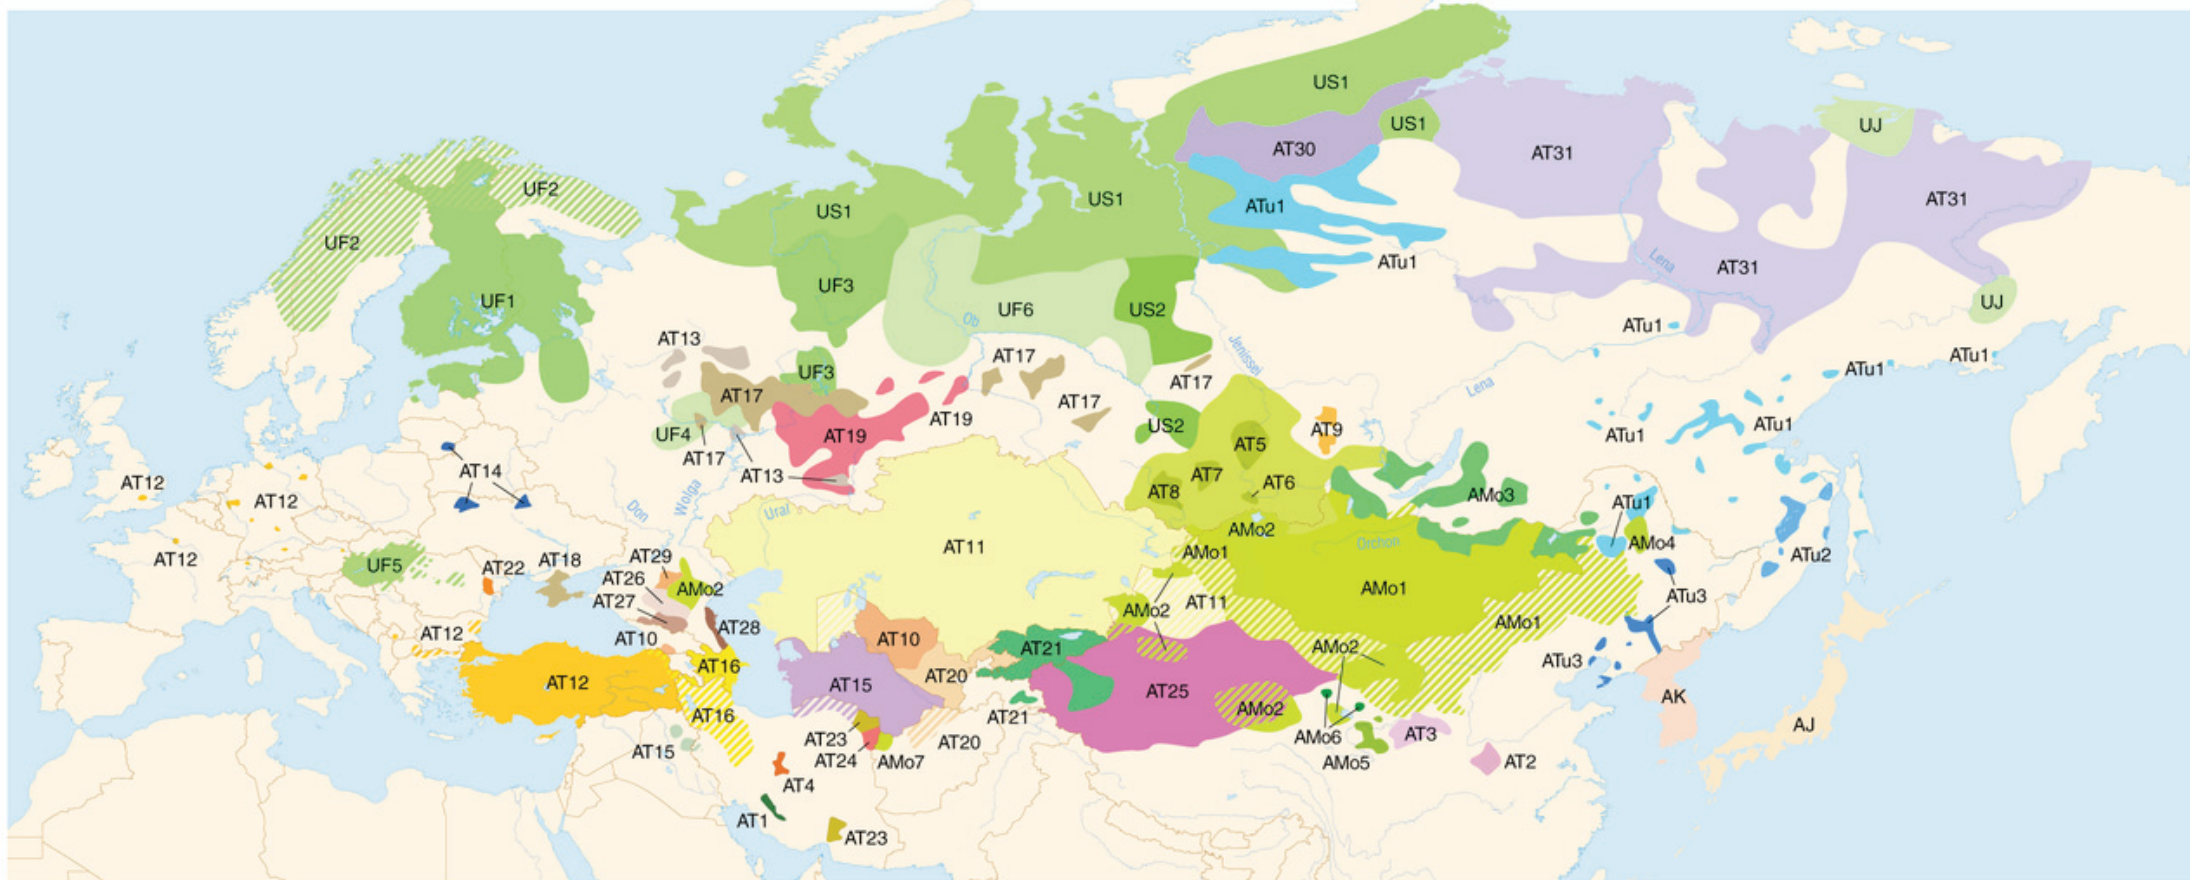 US1
US1
UJ
AT30
AT31
UF2
US1
US1
AT31
ATu1
UF2
ATu1
Lena
AT31
UF3
UF1
UF6
US2
UJ
Ob
ATu1
AT13
Jenissei
AT17
ATu1
ATu1
UF3
AT17
Lena
AT17
AT17
AT19
US2
ATu1
AT9
UF4
AT19
ATu1
AT5
AT17
AT14
AT13
AT7
AT6
AT12
AT8
AMo3
AT12
Wolga
ATu1
Don
Ural
AMo2
Orchon
AMo4
AT11
AMo1
ATu2
AT12
AT29
AT18
UF5
AT22
AT26
AMo2
AMo1
ATu3
AT27
AT11
AMo2
AMo1
AT28
AT12
AT10
AT10
AMo2
AT21
ATu3
AT16
AT20
AT12
AT15
AT25
AK
AMo2
AT16
AT21
AJ
AT23
AT20
AMo6
AT3
AT15
AT24
AMo7
AMo5
AT2
AT4
AT1
AT23